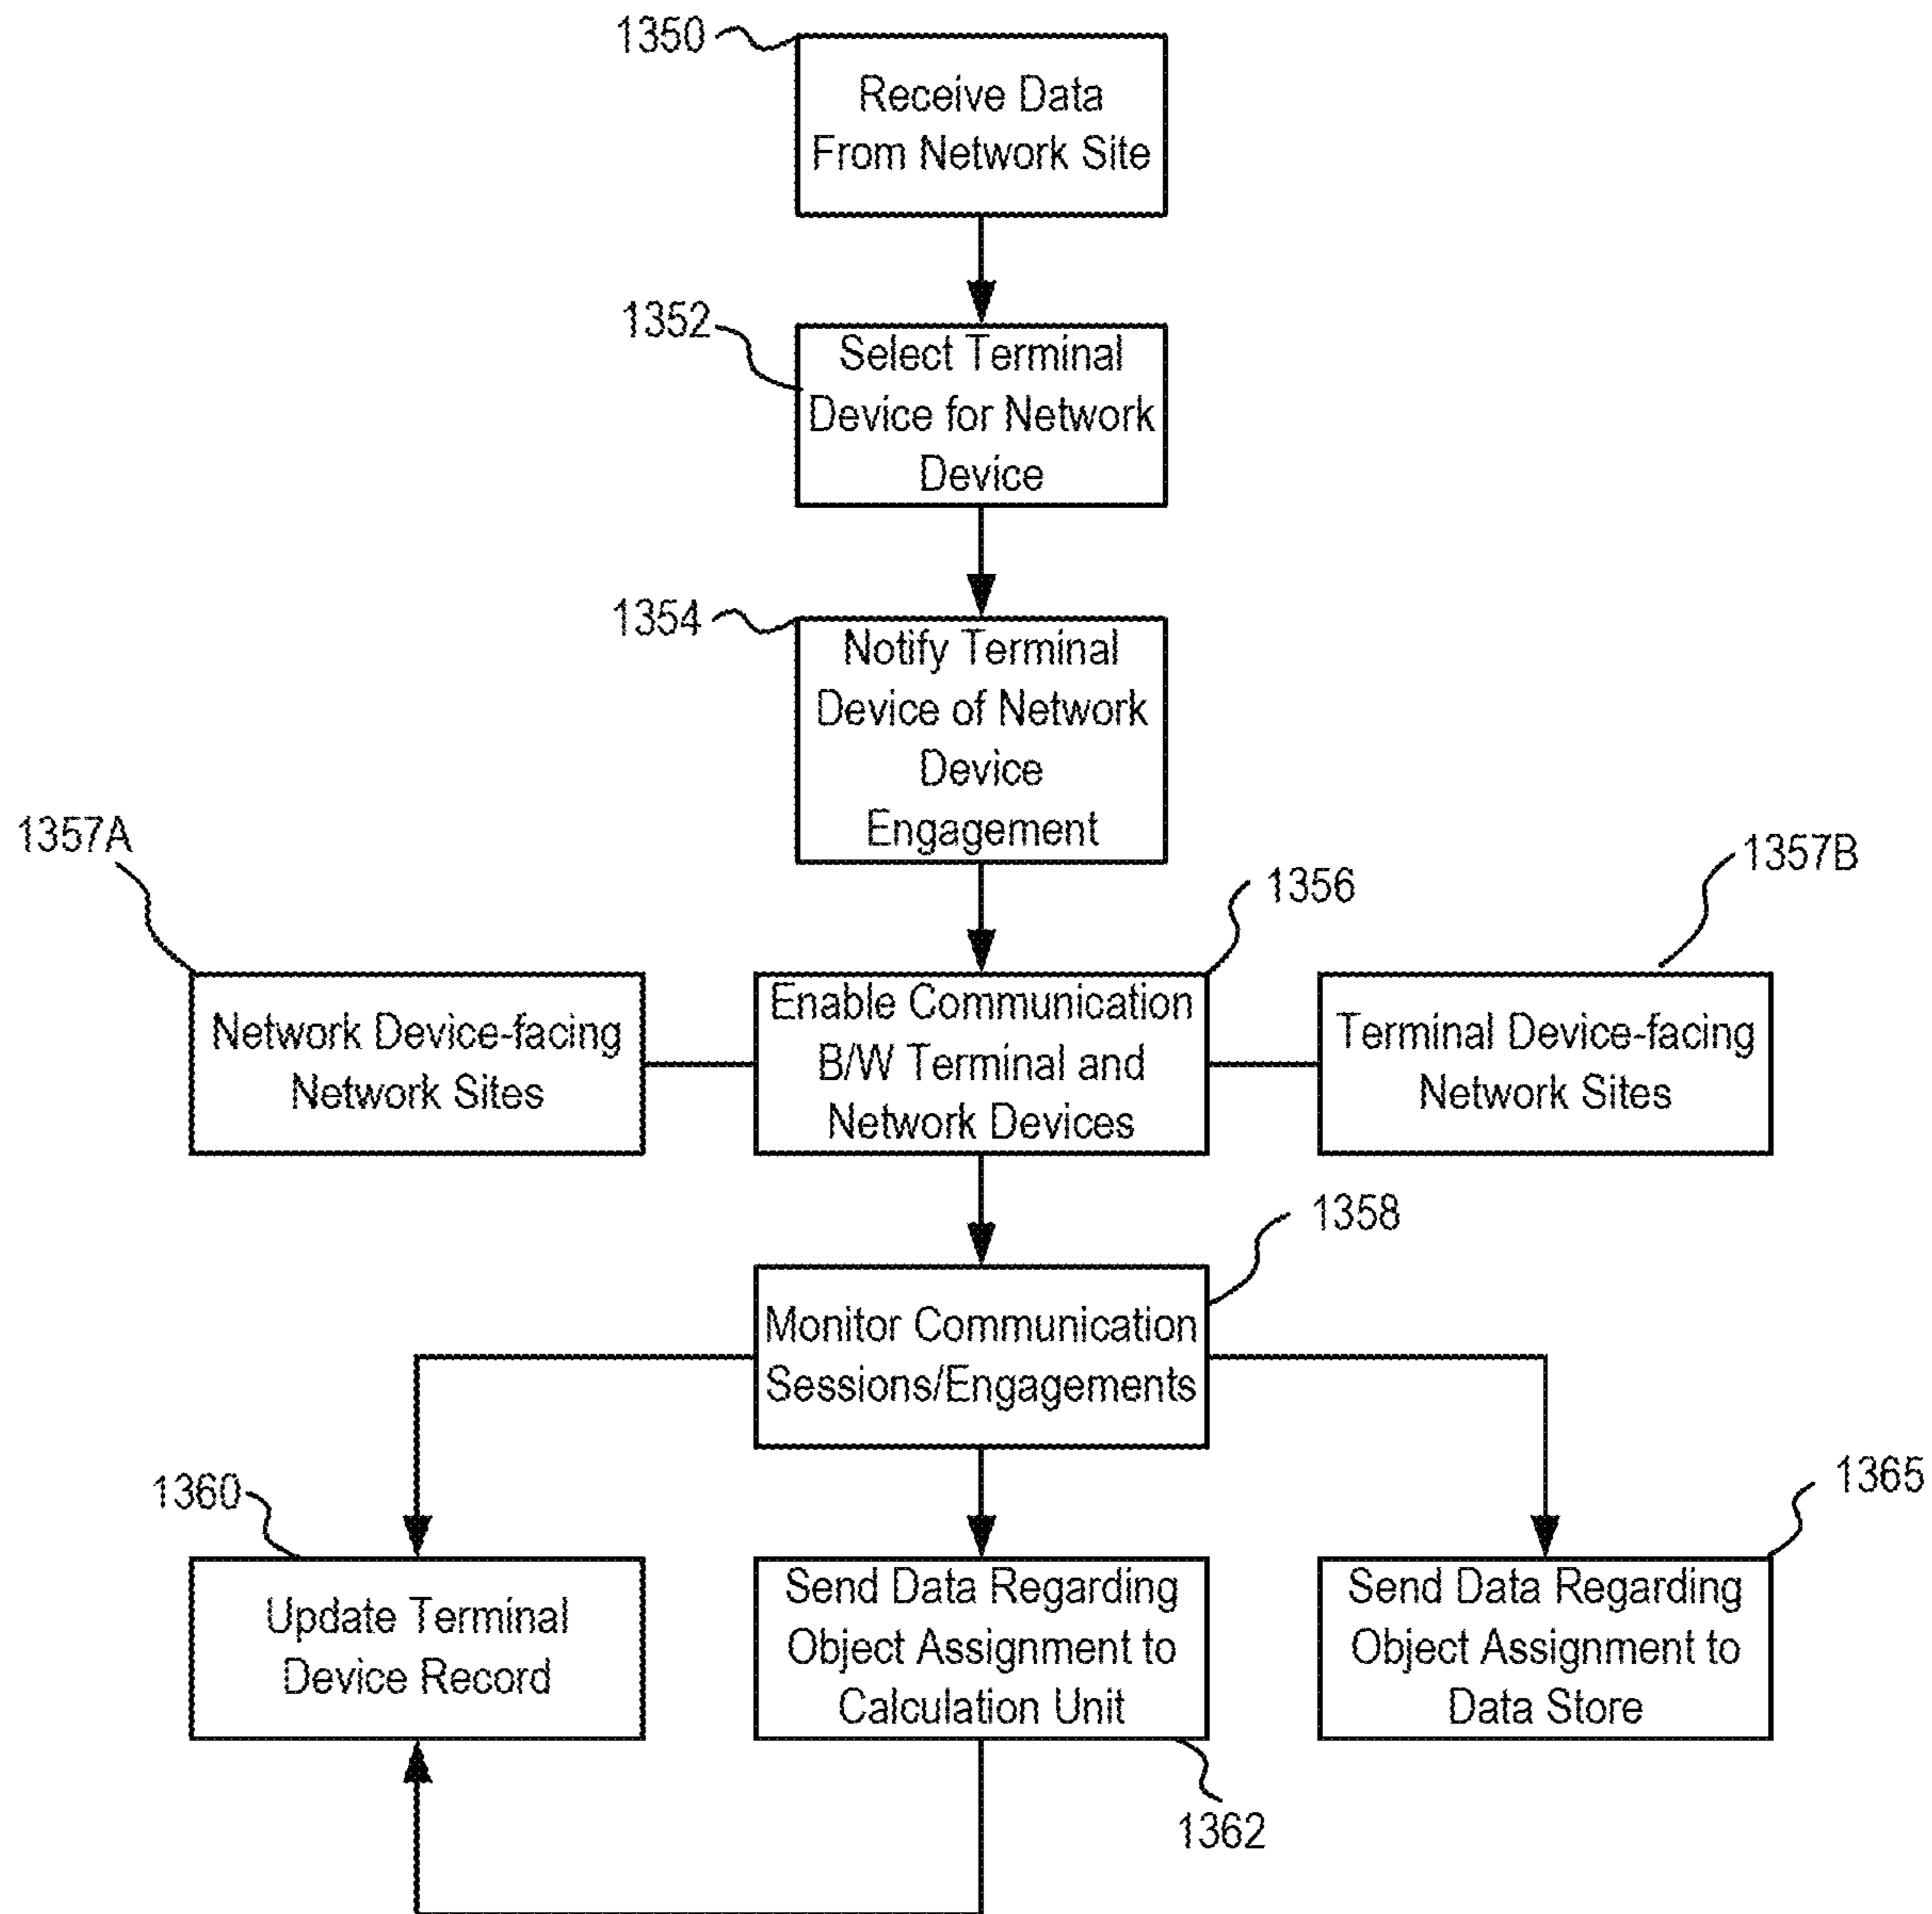 1350
Receive Data
From Network Site
1352
Select Terminal
Device for Network
Device
1354
Notify Terminal
Device of Network
Device
Engagement
1357A
1357B
1356
Network Device-facing
Network Sites
Enable Communication
B/W Terminal and
Network Devices
Terminal Device-facing
Network Sites
1358
Monitor Communication
Sessions/Engagements
1360
1365
Update Terminal
Device Record
Send Data Regarding
Object Assignment to
Calculation Unit
Send Data Regarding
Object Assignment to
Data Store
1362